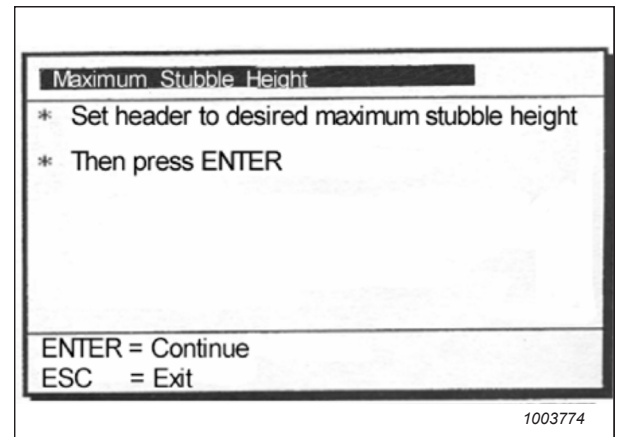 Maximum Stubble Height
* Set header to desired maximum stubble height
* Then press ENTER
ENTER = Continue
ESC = Exit
1003774